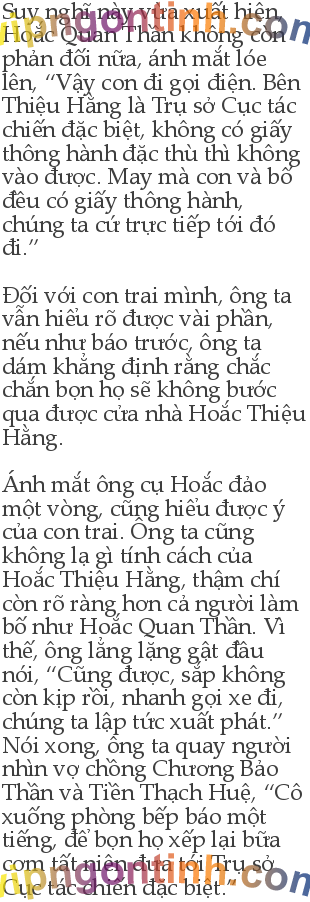 Suy nghĩ này vừa xuất hiện,
Hoắc Quan Thần không còn
phản đối nữa, ánh mắt lóe
lên, “Vậy con đi gọi điện. Bên
Thiệu Hằng là Trụ sở Cục tác
chiến đặc biệt, không có giấy
thông hành đặc thù thì không
vào được. May mà con và bố
đều có giấy thông hành,
chúng ta cứ trực tiếp tới đó
đi.”
Đối với con trai mình, ông ta
vẫn hiểu rõ được vài phần,
nếu như báo trước, ông ta
dám khẳng định rằng chắc
chắn bọn họ sẽ không bước
qua được cửa nhà Hoắc Thiệu
Hằng.
Ánh mắt ông cụ Hoắc đảo
một vòng, cũng hiểu được ý
của con trai. Ông ta cũng
không lạ gì tính cách của
Hoắc Thiệu Hằng, thậm chí
còn rõ ràng hơn cả người làm
bố như Hoắc Quan Thần. Vì
thế, ông lẳng lặng gật đầu
nói, “Cũng được, sắp không
còn kịp rồi, nhanh gọi xe đi,
chúng ta lập tức xuất phát.”
Nói xong, ông ta quay người
nhìn vợ chồng Chương Bảo
Thần và Tiền Thạch Huệ, “Cô
xuống phòng bếp báo một
tiếng, để bọn họ xếp lại bữa
cơm tất niên đưa tới Trụ sở
Cục tác chiến đặc biệt.”